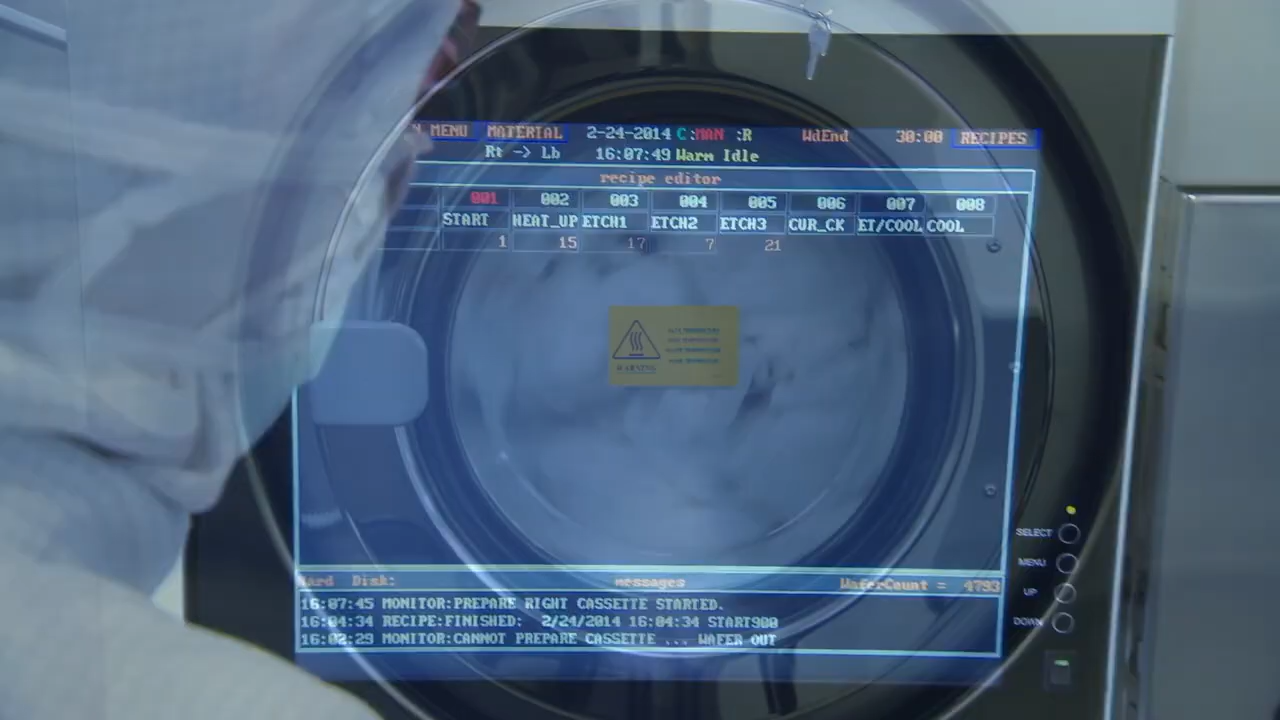 N MENU MATERIAL 2-24-2014 C:MAN :R WdEnd 30:00 RECIPES
Rt -> Lb 16:07:49 Warm Idle
recipe editor
001 002 003 004 005 006 007 008
START HEAT_UP ETCH1 ETCH2 ETCH3 CUR_CK ET/COOL COOL
1 15 17 7 21
WARNING
SELECT
MENU
UP
DOWN
Hard Disk: messages WaferCount = 4793
16:07:45 MONITOR:PREPARE RIGHT CASSETTE STARTED.
16:04:34 RECIPE:FINISHED: 2/24/2014 16:04:34 START900
16:02:29 MONITOR:CANNOT PREPARE CASSETTE ... WAFER OUT